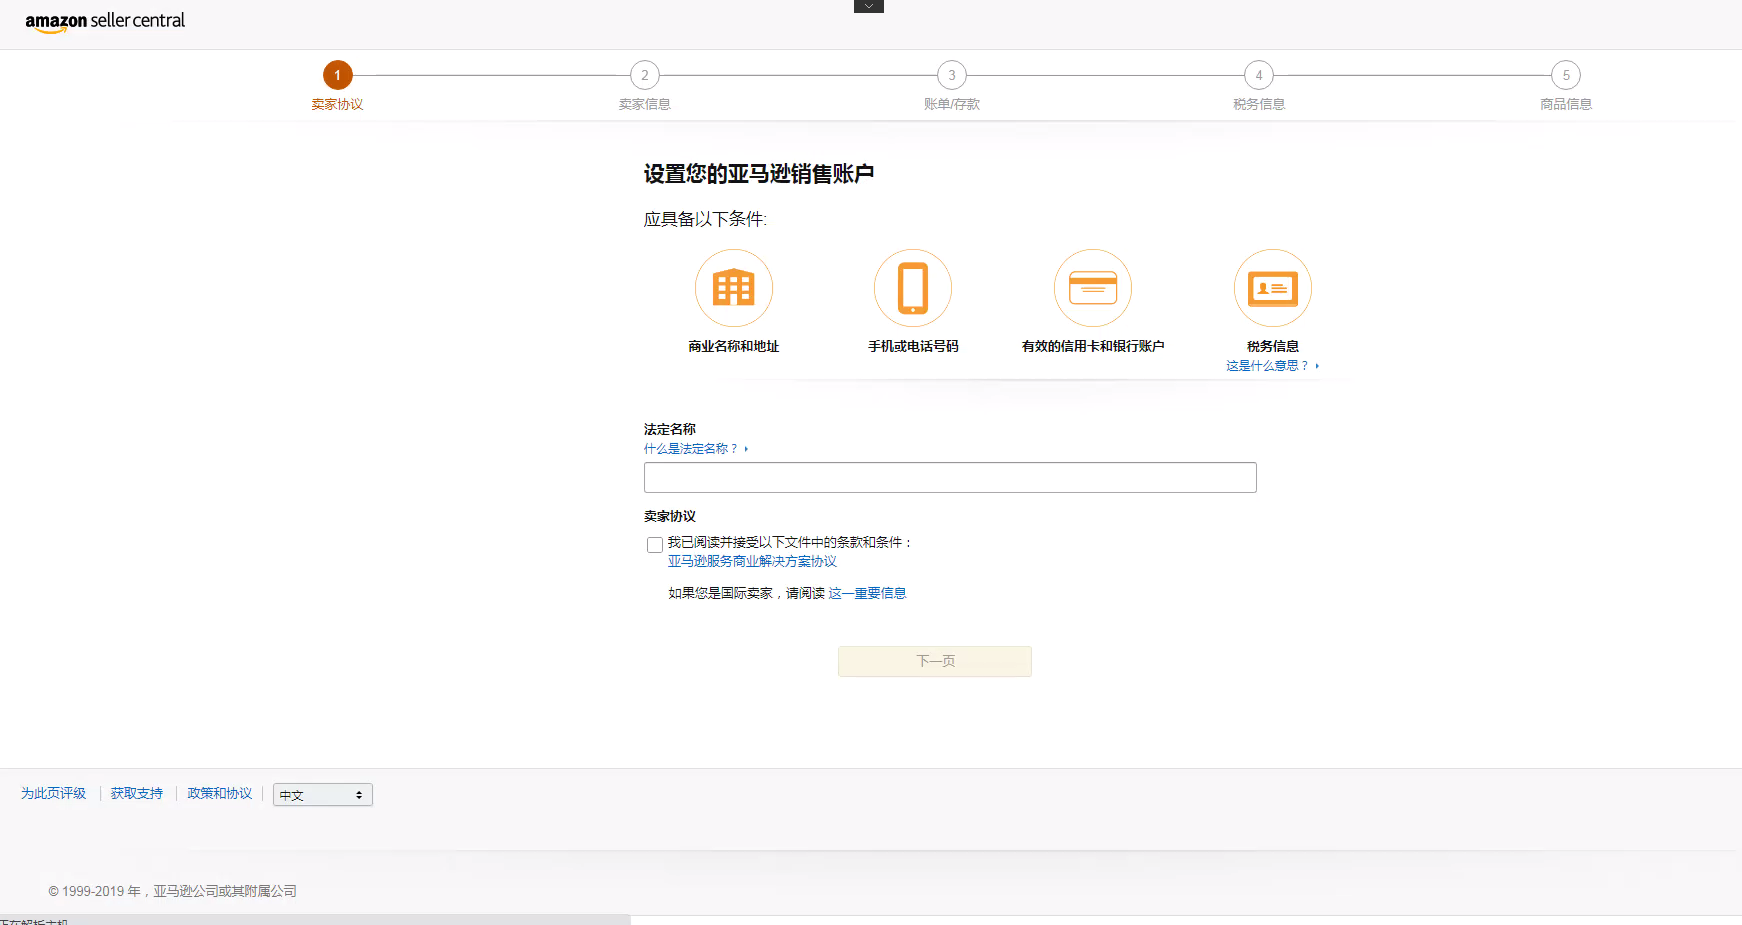 amazon seller central
1
2
3
4
5
卖家协议
卖家信息
账单/存款
税务信息
商品信息
设置您的亚马逊销售账户
应具备以下条件:
商业名称和地址
手机或电话号码
有效的信用卡和银行账户
税务信息
这是什么意思？
法定名称
什么是法定名称？
卖家协议
我已阅读并接受以下文件中的条款和条件：
亚马逊服务商业解决方案协议
如果您是国际卖家，请阅读 这一重要信息
下一页
为此页评级
获取支持
政策和协议
中文
© 1999-2019 年，亚马逊公司或其附属公司
正在解析主机